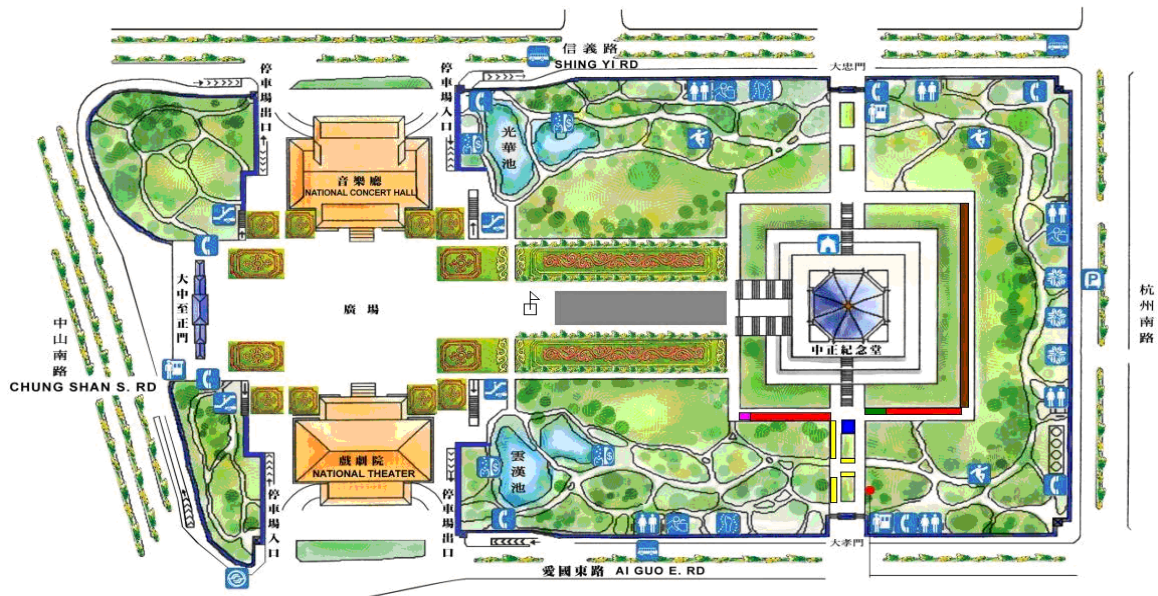 信義路
SHING YI RD
大忠門
停車場出口
停車場入口
光華池
音樂廳
NATIONAL CONCERT HALL
P
大中至正門
廣場
杭州南路
中山南路
CHUNG SHAN S. RD
中正紀念堂
戲劇院
NATIONAL THEATER
雲漢池
停車場入口
停車場出口
大孝門
愛國東路 AI GUO E. RD